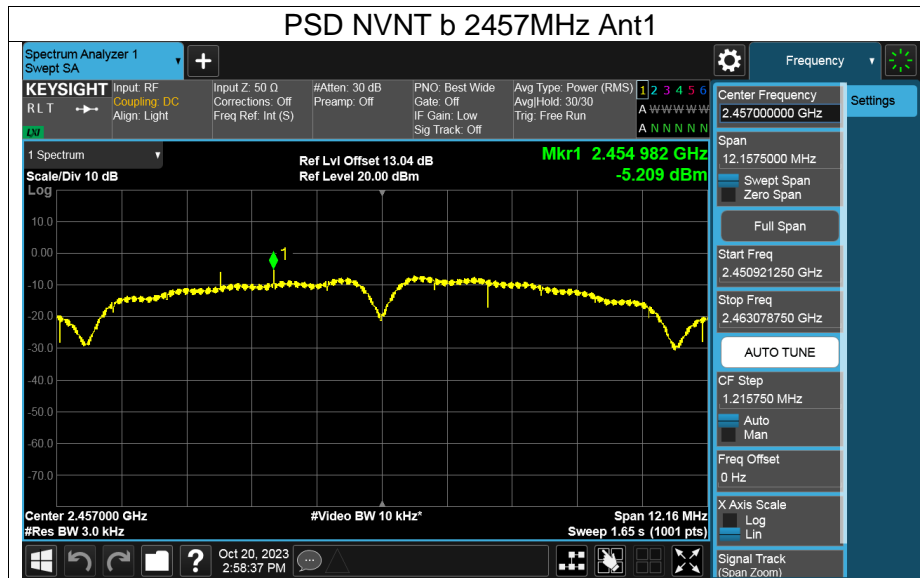 PSD NVNT b 2457MHz Ant1
Spectrum Analyzer 1
Swept SA
+
Frequency
KEYSIGHT
R L T
LXI
Input: RF
Coupling: DC
Align: Light
Input Z: 50 Ω
Corrections: Off
Freq Ref: Int (S)
#Atten: 30 dB
Preamp: Off
PNO: Best Wide
Gate: Off
IF Gain: Low
Sig Track: Off
Avg Type: Power (RMS)
Avg|Hold: 30/30
Trig: Free Run
1 2 3 4 5 6
A W W W W W
A N N N N N
1 Spectrum
Scale/Div 10 dB
Log
Ref Lvl Offset 13.04 dB
Ref Level 20.00 dBm
Mkr1 2.454 982 GHz
-5.209 dBm
10.0
0.00
-10.0
-20.0
-30.0
-40.0
-50.0
-60.0
-70.0
1
Center 2.457000 GHz
#Res BW 3.0 kHz
#Video BW 10 kHz*
Span 12.16 MHz
Sweep 1.65 s (1001 pts)
Center Frequency
2.457000000 GHz
Settings
Span
12.1575000 MHz
Swept Span
Zero Span
Full Span
Start Freq
2.450921250 GHz
Stop Freq
2.463078750 GHz
AUTO TUNE
CF Step
1.215750 MHz
Auto
Man
Freq Offset
0 Hz
X Axis Scale
Log
Lin
Signal Track
(Span Zoom)
?
Oct 20, 2023
2:58:37 PM